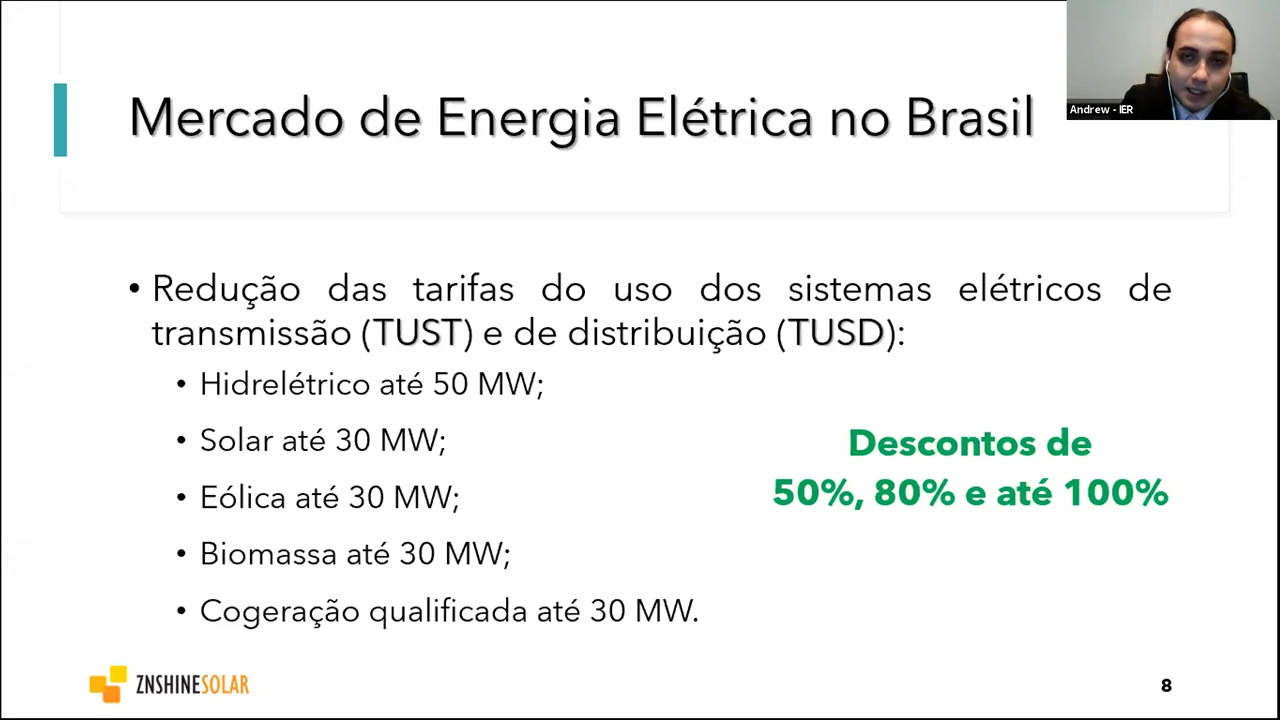 Mercado de Energia Elétrica no Brasil
Andrew - IER
• Redução das tarifas do uso dos sistemas elétricos de
transmissão (TUST) e de distribuição (TUSD):
• Hidrelétrico até 50 MW;
• Solar até 30 MW;
• Eólica até 30 MW;
• Biomassa até 30 MW;
• Cogeração qualificada até 30 MW.
Descontos de
50%, 80% e até 100%
ZNSHINESOLAR
8